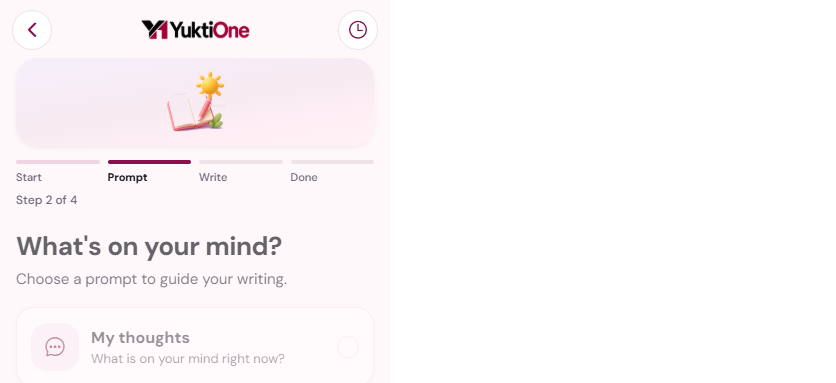 YuktiOne
Start Prompt Write Done
Step 2 of 4
What's on your mind?
Choose a prompt to guide your writing.
My thoughts
What is on your mind right now?